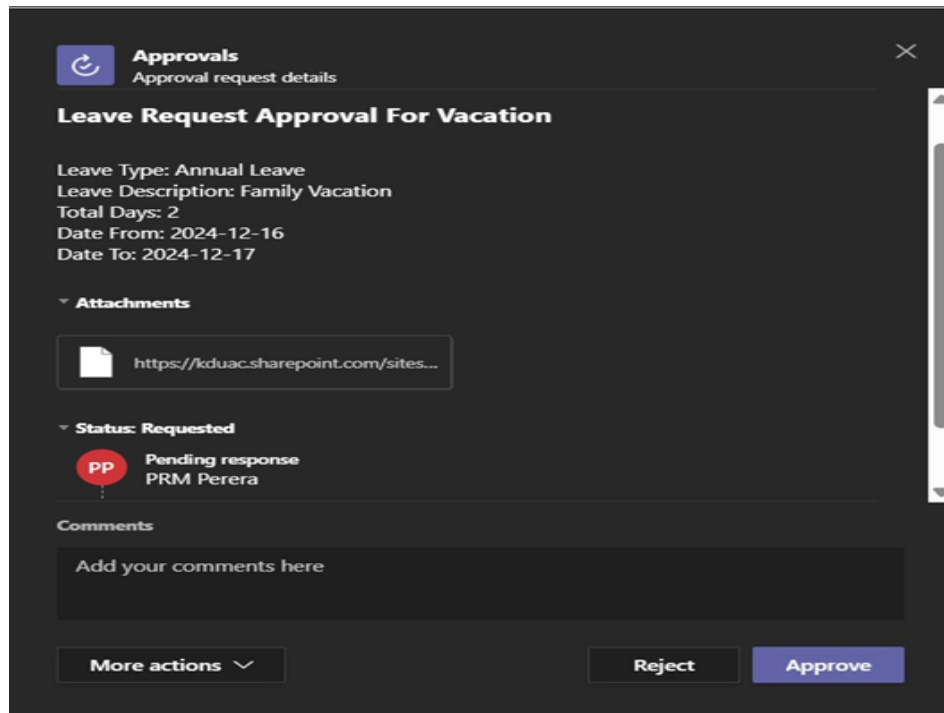 Approvals
Approval request details
Leave Request Approval For Vacation
Leave Type: Annual Leave
Leave Description: Family Vacation
Total Days: 2
Date From: 2024-12-16
Date To: 2024-12-17
Attachments
https://kduac.sharepoint.com/sites...
Status: Requested
PP
Pending response
PRM Perera
Comments
Add your comments here
More actions
Reject
Approve